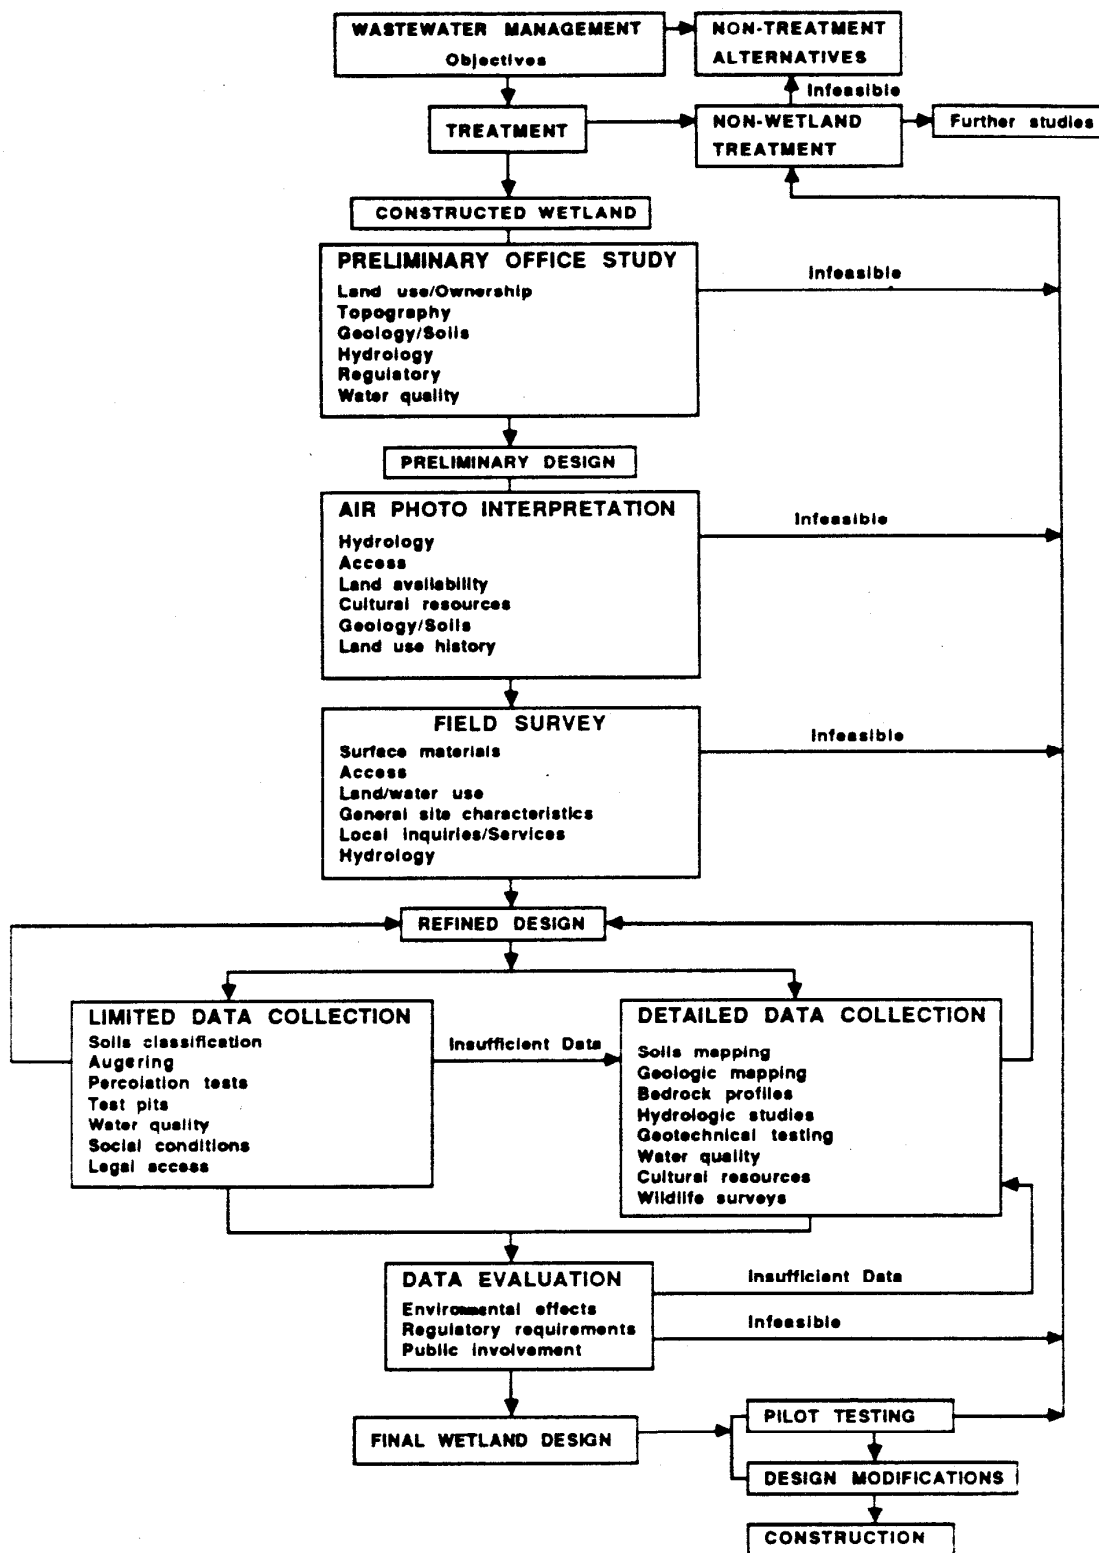 WASTEWATER MANAGEMENT
Objectives
NON-TREATMENT
ALTERNATIVES
Infeasible
TREATMENT
NON-WETLAND
TREATMENT
Further studies
CONSTRUCTED WETLAND
PRELIMINARY OFFICE STUDY
Land use/Ownership
Topography
Geology/Soils
Hydrology
Regulatory
Water quality
Infeasible
PRELIMINARY DESIGN
AIR PHOTO INTERPRETATION
Hydrology
Access
Land availability
Cultural resources
Geology/Soils
Land use history
Infeasible
FIELD SURVEY
Surface materials
Access
Land/water use
General site characteristics
Local inquiries/Services
Hydrology
Infeasible
REFINED DESIGN
LIMITED DATA COLLECTION
Soils classification
Augering
Percolation tests
Test pits
Water quality
Social conditions
Legal access
Insufficient Data
DETAILED DATA COLLECTION
Soils mapping
Geologic mapping
Bedrock profiles
Hydrologic studies
Geotechnical testing
Water quality
Cultural resources
Wildlife surveys
DATA EVALUATION
Environmental effects
Regulatory requirements
Public involvement
Insufficient Data
Infeasible
FINAL WETLAND DESIGN
PILOT TESTING
DESIGN MODIFICATIONS
CONSTRUCTION